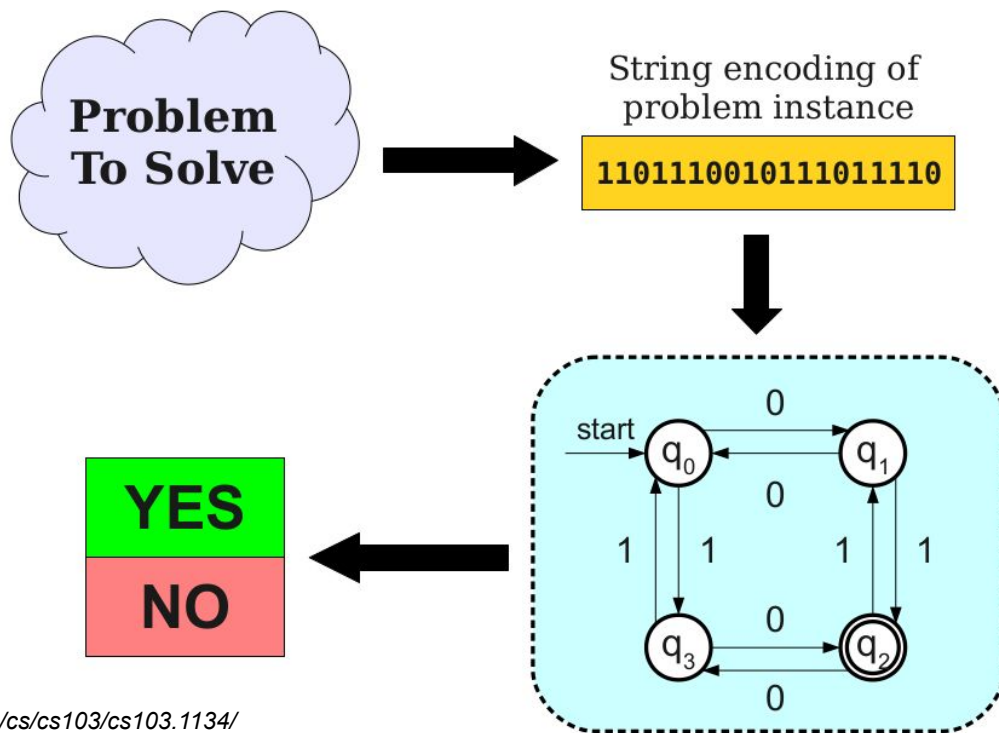 Problem
To Solve
String encoding of
problem instance
1101110010111011110
start
q0
0
q1
0
1
1
1
1
q3
0
q2
0
YES
NO
/cs/cs103/cs103.1134/